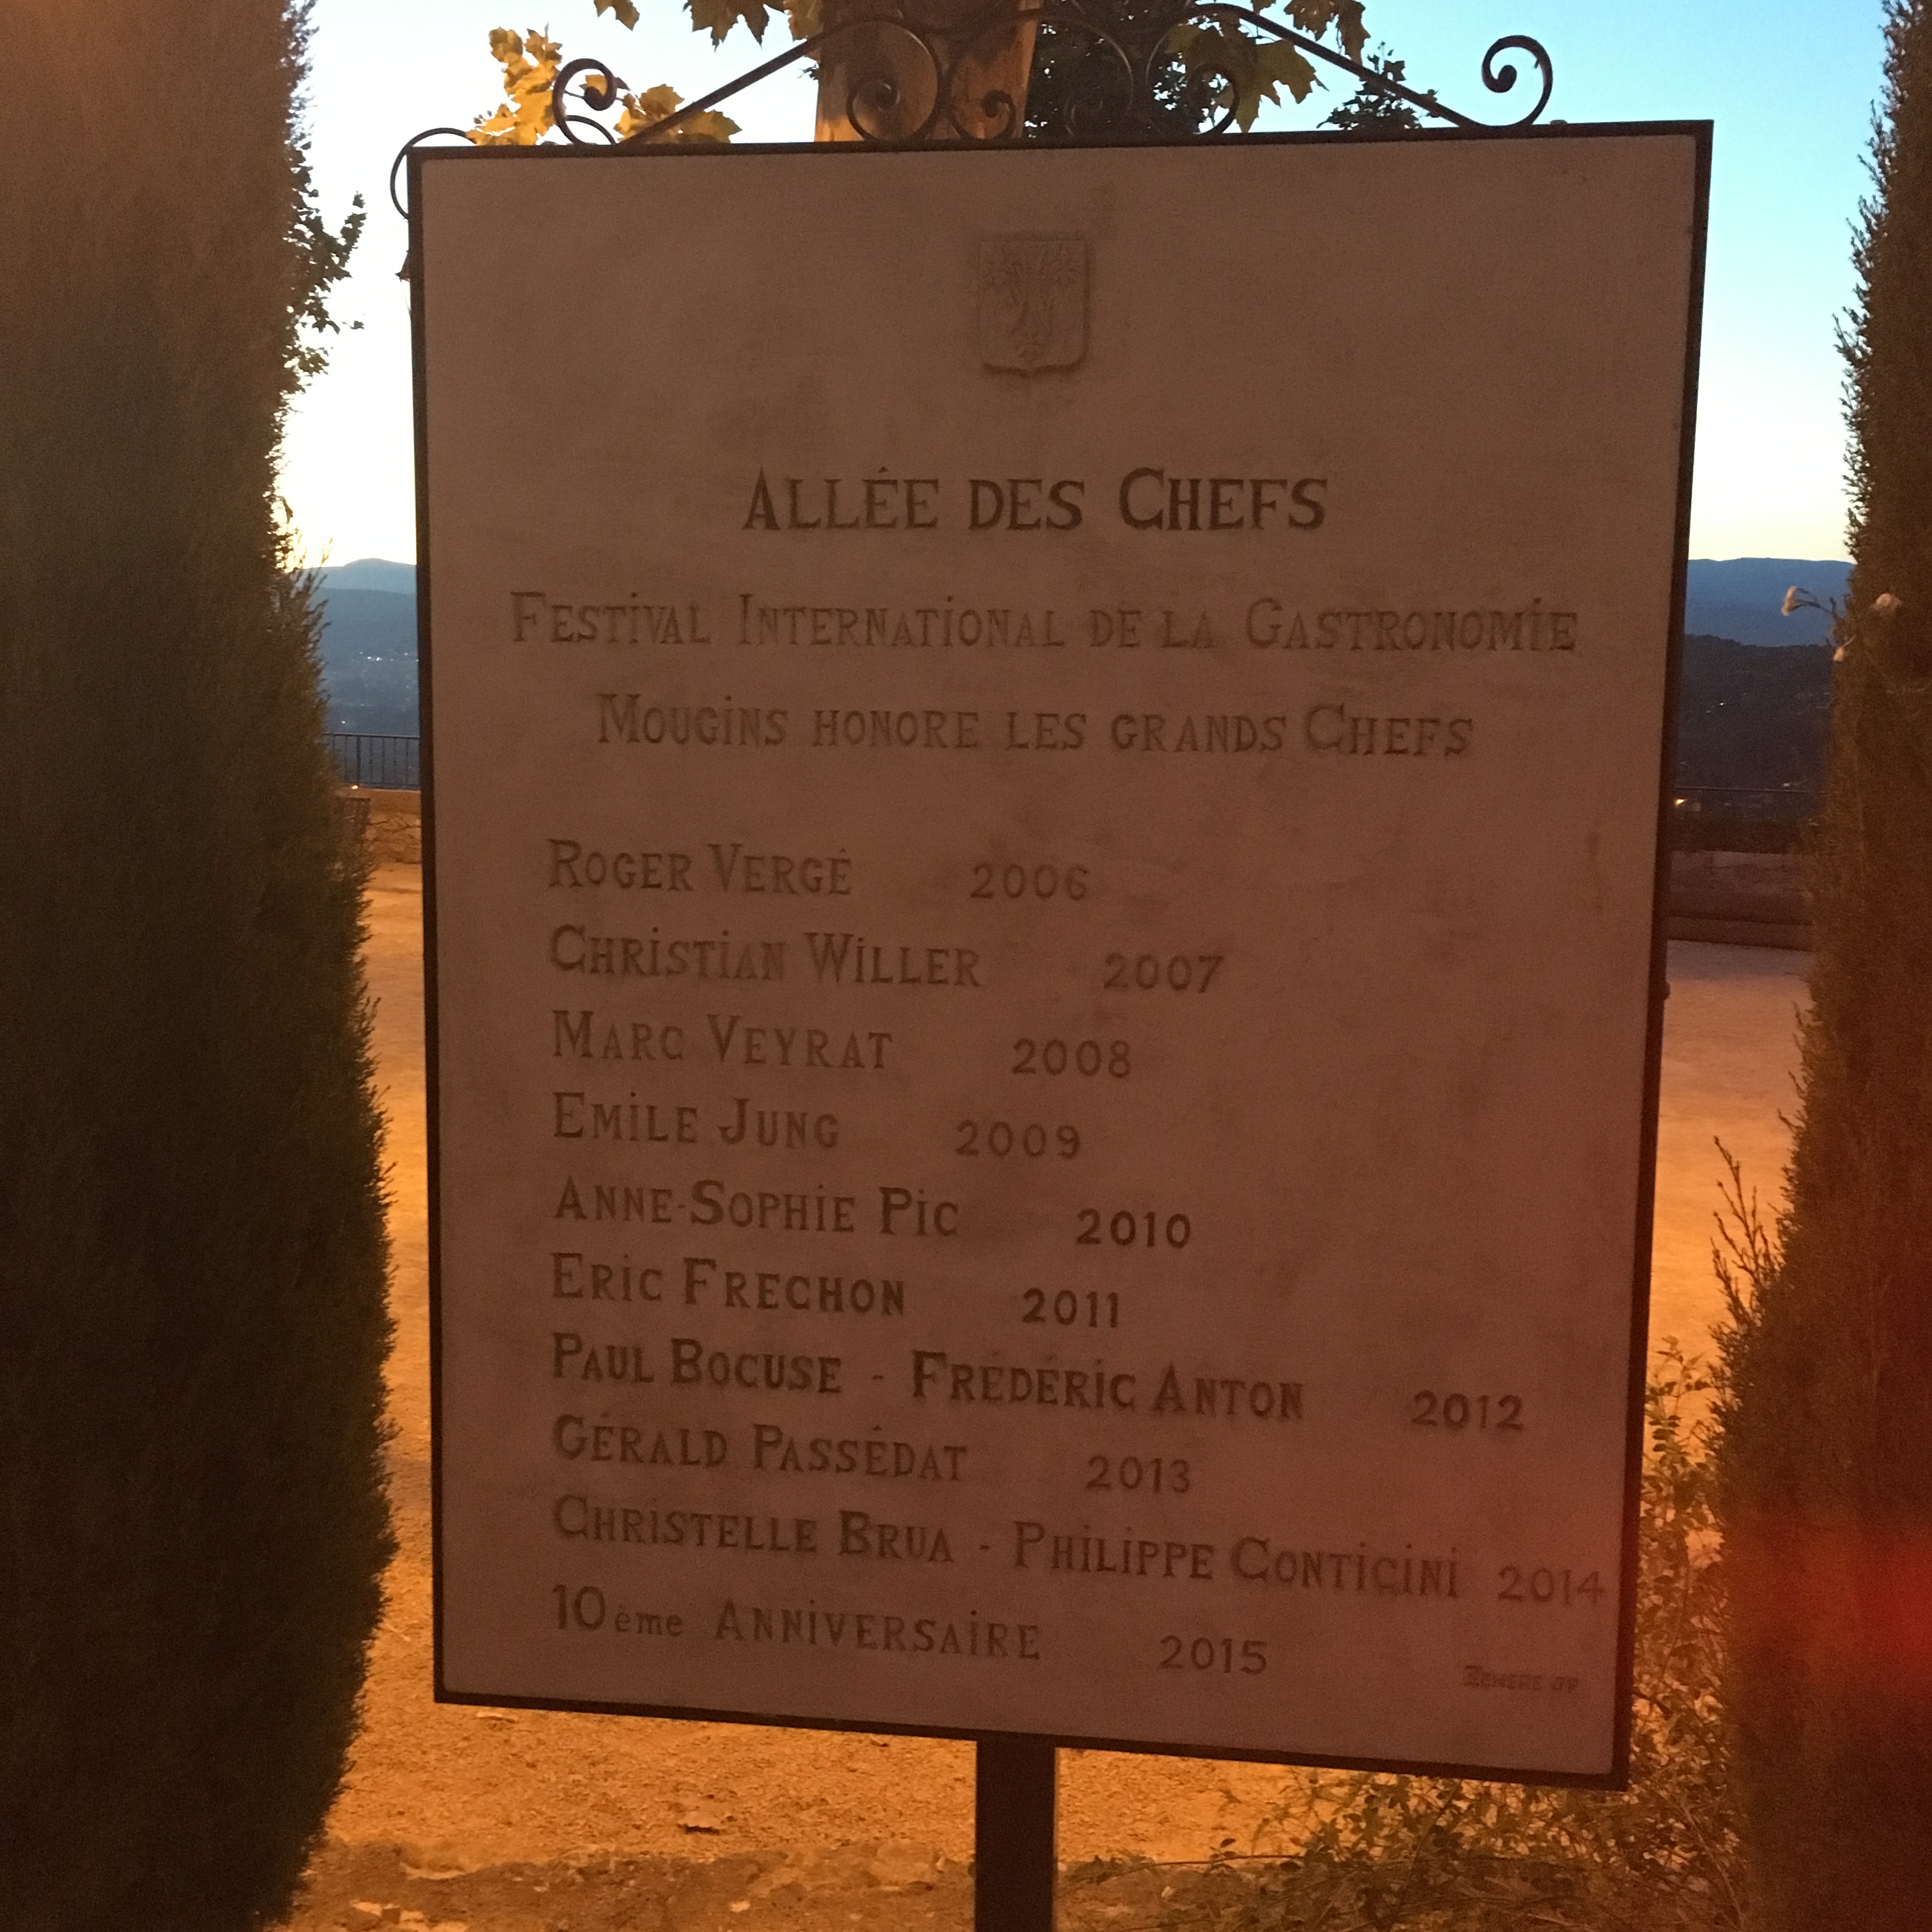 ALLÉE DES CHEFS
FESTIVAL INTERNATIONAL DE LA GASTRONOMIE
MOUGINS HONORE LES GRANDS CHEFS
ROGER VERGÉ 2006
CHRISTIAN WILLER 2007
MARC VEYRAT 2008
EMILE JUNG 2009
ANNE-SOPHIE PIC 2010
ERIC FRECHON 2011
PAUL BOCUSE - FRÉDÉRIC ANTON 2012
GÉRALD PASSÉDAT 2013
CHRISTELLE BRUA - PHILIPPE CONTICINI 2014
10ème ANNIVERSAIRE 2015